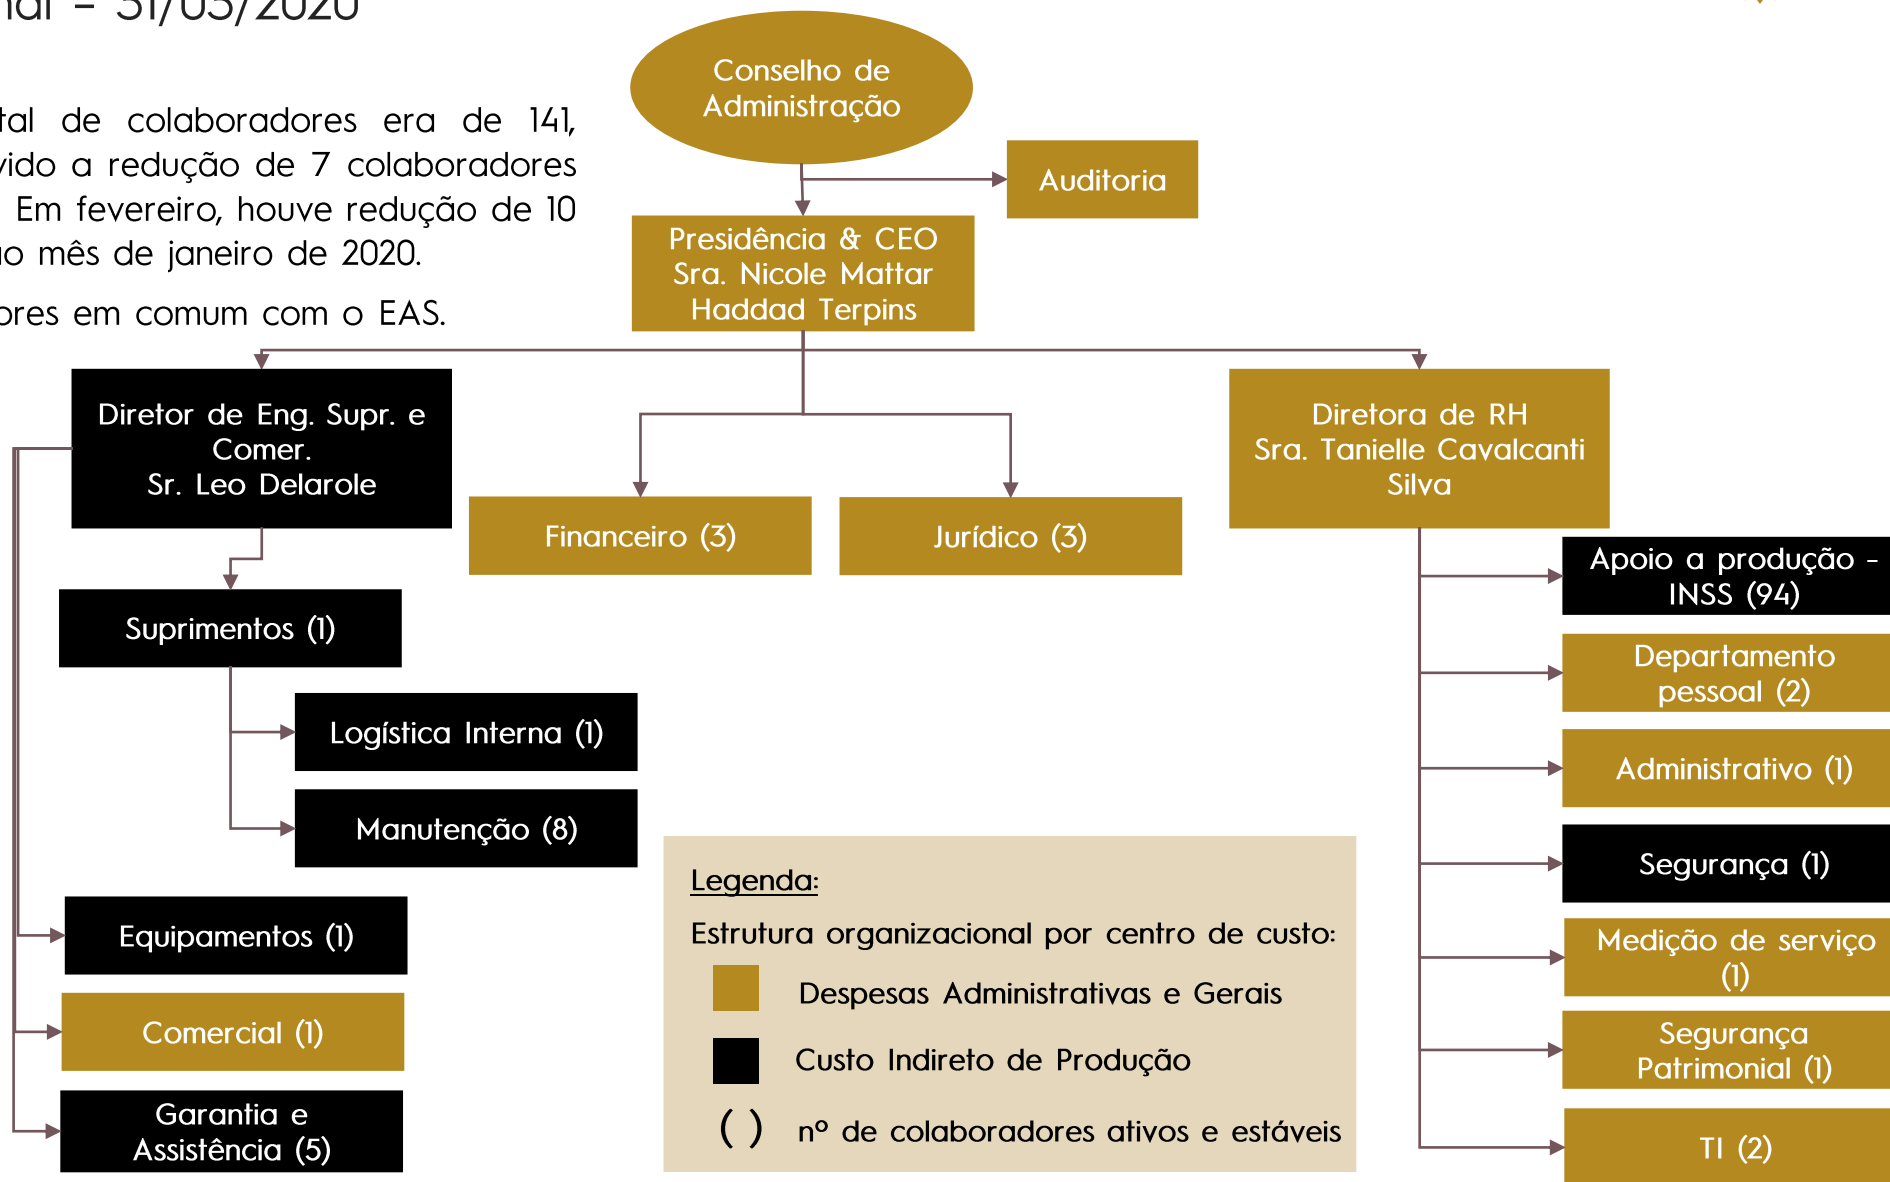 – 31/03/2020
de colaboradores era de 141,
a redução de 7 colaboradores
Em fevereiro, houve redução de 10
mês de janeiro de 2020.
em comum com o EAS.
Conselho de
Administração
Auditoria
Presidência & CEO
Sra. Nicole Mattar
Haddad Terpins
Diretor de Eng. Supr. e
Comer.
Sr. Leo Delarole
Financeiro (3)
Jurídico (3)
Diretora de RH
Sra. Tanielle Cavalcanti
Silva
Suprimentos (1)
Logística Interna (1)
Manutenção (8)
Equipamentos (1)
Comercial (1)
Garantia e
Assistência (5)
Apoio a produção -
INSS (94)
Departamento
pessoal (2)
Administrativo (1)
Segurança (1)
Medição de serviço
(1)
Segurança
Patrimonial (1)
TI (2)
Legenda:
Estrutura organizacional por centro de custo:
Despesas Administrativas e Gerais
Custo Indireto de Produção
( ) nº de colaboradores ativos e estáveis